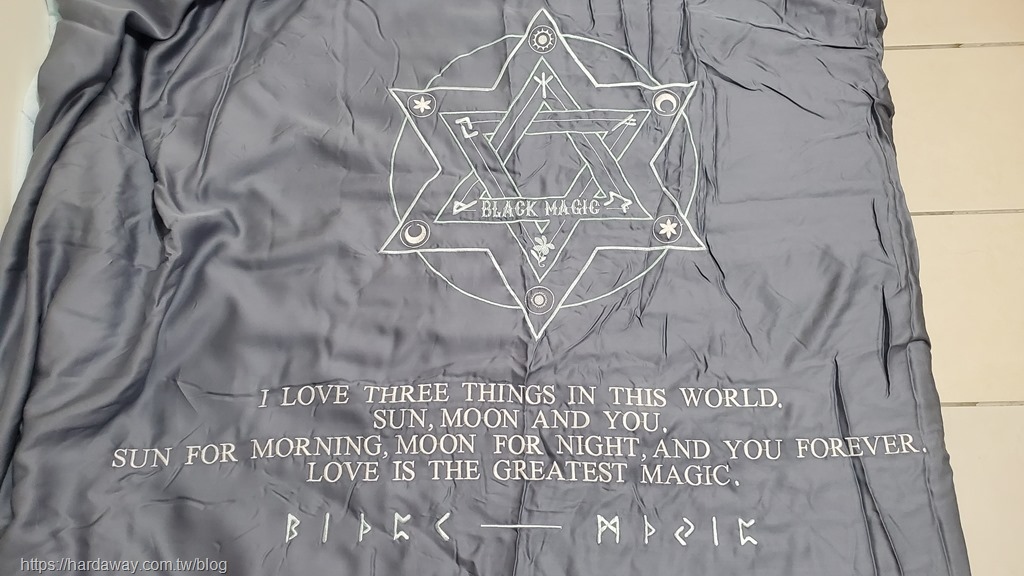 BLACK MAGIC
I LOVE THREE THINGS IN THIS WORLD.
SUN, MOON AND YOU.
SUN FOR MORNING, MOON FOR NIGHT, AND YOU FOREVER.
LOVE IS THE GREATEST MAGIC.
https://hardaway.com.tw/blog